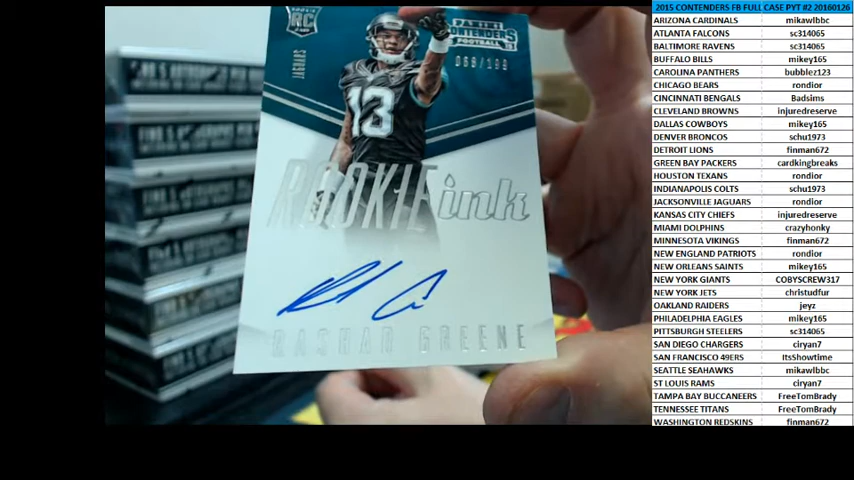 RC
PANINI
CONTENDERS
FOOTBALL
JAGUARS
13
ROOKIE ink
RASHAD GREENE
2015 CONTENDERS FB FULL CASE PYT #2 20160126
ARIZONA CARDINALS mikawlbbc
ATLANTA FALCONS sc314065
BALTIMORE RAVENS sc314065
BUFFALO BILLS mikey165
CAROLINA PANTHERS bubblez123
CHICAGO BEARS rondior
CINCINNATI BENGALS Badsims
CLEVELAND BROWNS injuredreserve
DALLAS COWBOYS mikey165
DENVER BRONCOS schu1973
DETROIT LIONS finman672
GREEN BAY PACKERS cardkingbreaks
HOUSTON TEXANS rondior
INDIANAPOLIS COLTS schu1973
JACKSONVILLE JAGUARS rondior
KANSAS CITY CHIEFS injuredreserve
MIAMI DOLPHINS crazyhonky
MINNESOTA VIKINGS finman672
NEW ENGLAND PATRIOTS rondior
NEW ORLEANS SAINTS mikey165
NEW YORK GIANTS COBYSCREW317
NEW YORK JETS christudfur
OAKLAND RAIDERS jeyz
PHILADELPHIA EAGLES mikey165
PITTSBURGH STEELERS sc314065
SAN DIEGO CHARGERS ciryan7
SAN FRANCISCO 49ERS ItsShowtime
SEATTLE SEAHAWKS mikawlbbc
ST LOUIS RAMS ciryan7
TAMPA BAY BUCCANEERS FreeTomBrady
TENNESSEE TITANS FreeTomBrady
WASHINGTON REDSKINS finman672